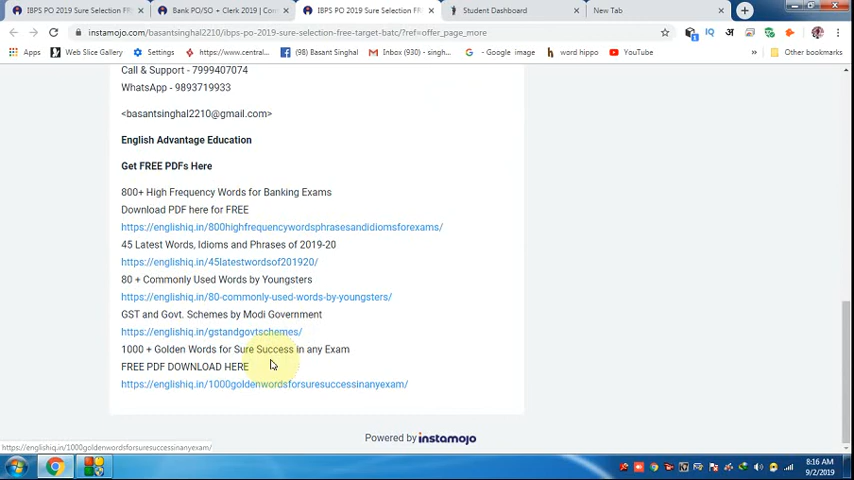 IBPS PO 2019 Sure Selection FR
Bank PO/SO + Clerk 2019 | Con
IBPS PO 2019 Sure Selection FR
Student Dashboard
New Tab
instamojo.com/basantsinghal2210/ibps-po-2019-sure-selection-free-target-batc/?ref=offer_page_more
Apps
Web Slice Gallery
Settings
https://www.central...
(98) Basant Singhal
Inbox (930) - singh...
- Google - image
word hippo
YouTube
Other bookmarks
Call & Support - 7999407074
WhatsApp - 9893719933
<basantsinghal2210@gmail.com>
English Advantage Education
Get FREE PDFs Here
800+ High Frequency Words for Banking Exams
Download PDF here for FREE
https://englishiq.in/800highfrequencywordsphrasesandidiomsforexams/
45 Latest Words, Idioms and Phrases of 2019-20
https://englishiq.in/45latestwordsof201920/
80 + Commonly Used Words by Youngsters
https://englishiq.in/80-commonly-used-words-by-youngsters/
GST and Govt. Schemes by Modi Government
https://englishiq.in/gstandgovtschemes/
1000 + Golden Words for Sure Success in any Exam
FREE PDF DOWNLOAD HERE
https://englishiq.in/1000goldenwordsforsuresuccessinanyexam/
Powered by instamojo
https://englishiq.in/1000goldenwordsforsuresuccessinanyexam/
8:16 AM
9/2/2019